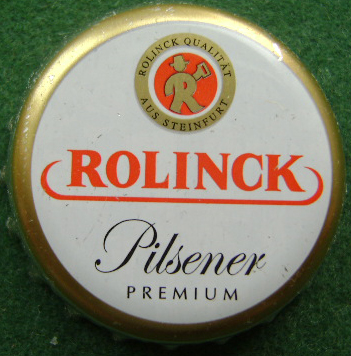 ROLINCK QUALITÄT
R
AUS STEINFURT
ROLINCK
Pilsener
PREMIUM